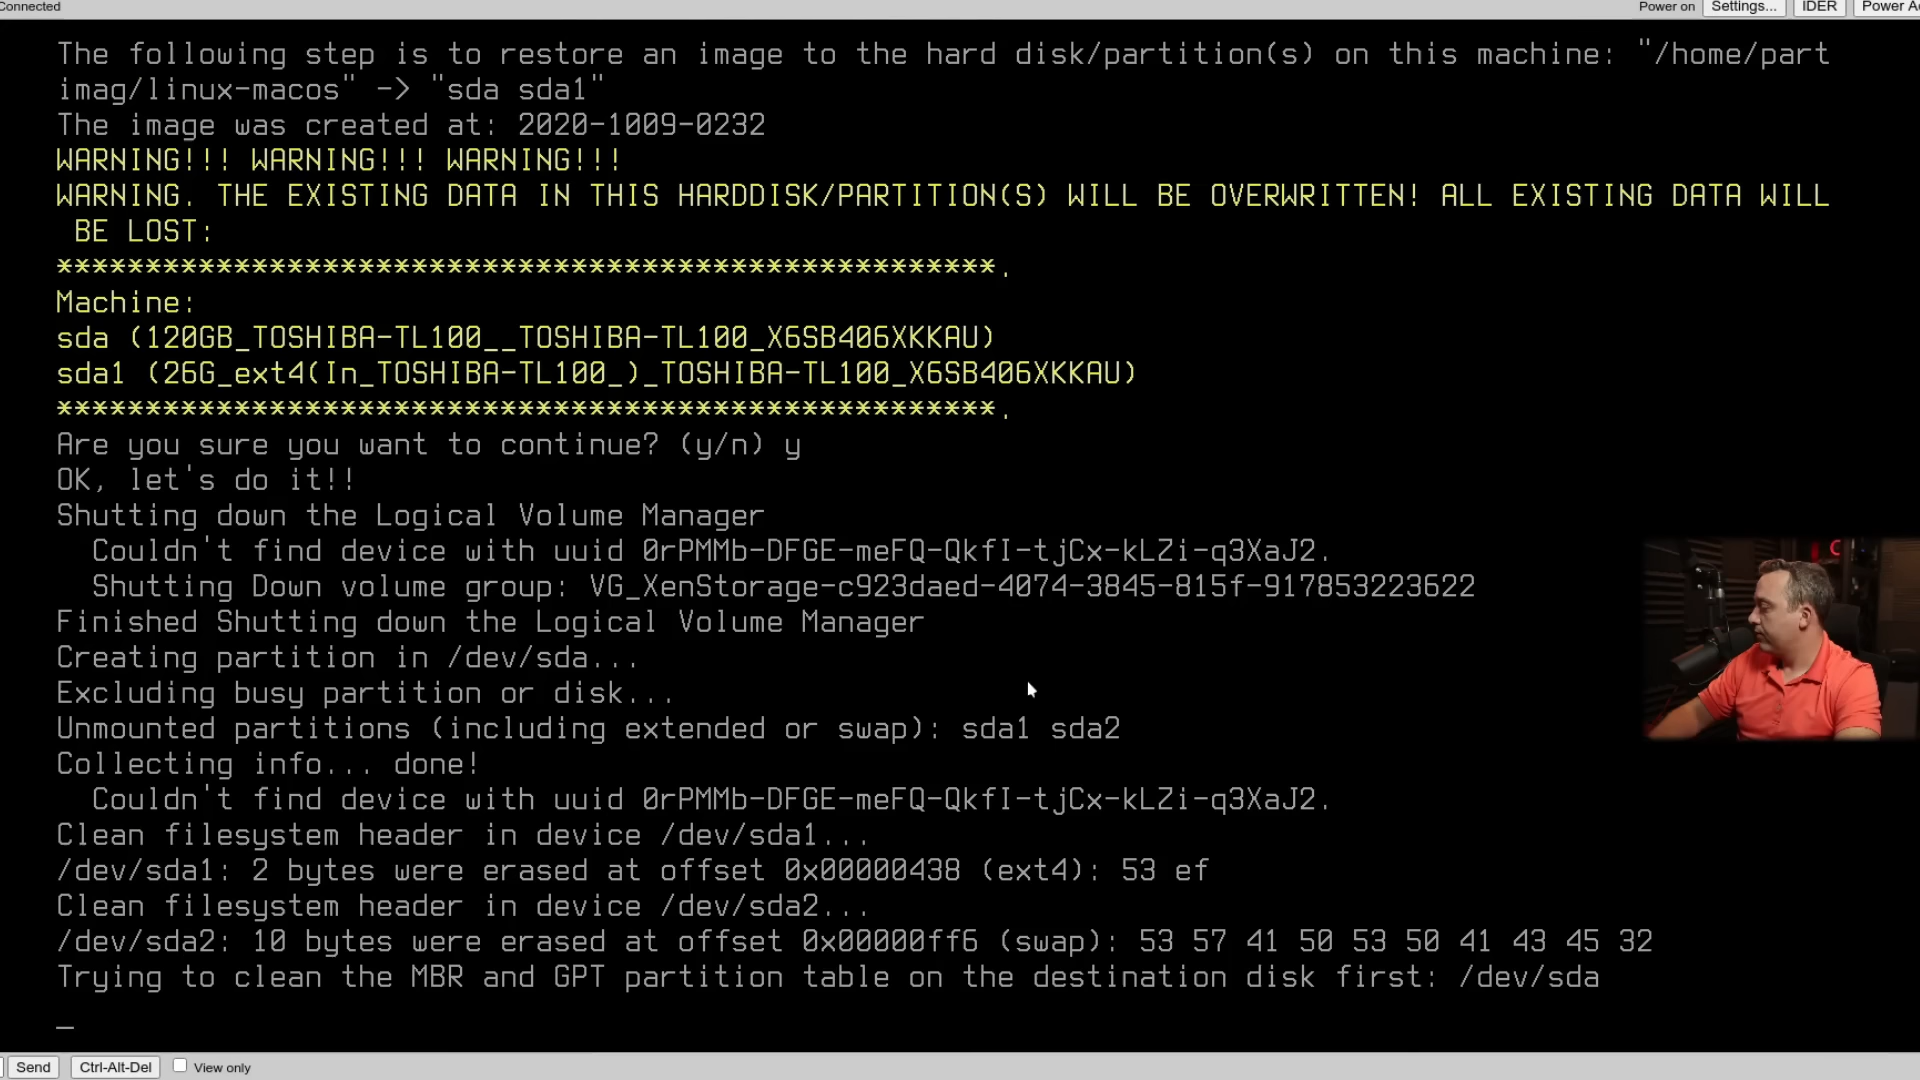 Connected
Power on Settings... IDER
The following step is to restore an image to the hard disk/partition(s) on this machine: "/home/part
imag/linux-macos" -> "sda sda1"
The image was created at: 2020-1009-0232
WARNING!!! WARNING!!! WARNING!!!
WARNING. THE EXISTING DATA IN THIS HARDDISK/PARTITION(S) WILL BE OVERWRITTEN! ALL EXISTING DATA WILL
BE LOST:
*****************************************************.
Machine:
sda (120GB_TOSHIBA-TL100__TOSHIBA-TL100_X6SB406XKKAU)
sda1 (26G_ext4(In_TOSHIBA-TL100_)_TOSHIBA-TL100_X6SB406XKKAU)
*****************************************************.
Are you sure you want to continue? (y/n) y
OK, let's do it!!
Shutting down the Logical Volume Manager
Couldn't find device with uuid 0rPMMb-DFGE-meFQ-QkfI-tjCx-kLZi-q3XaJ2.
Shutting Down volume group: VG_XenStorage-c923daed-4074-3845-815f-917853223622
Finished Shutting down the Logical Volume Manager
Creating partition in /dev/sda...
Excluding busy partition or disk...
Unmounted partitions (including extended or swap): sda1 sda2
Collecting info... done!
Couldn't find device with uuid 0rPMMb-DFGE-meFQ-QkfI-tjCx-kLZi-q3XaJ2.
Clean filesystem header in device /dev/sda1...
/dev/sda1: 2 bytes were erased at offset 0x00000438 (ext4): 53 ef
Clean filesystem header in device /dev/sda2...
/dev/sda2: 10 bytes were erased at offset 0x00000ff6 (swap): 53 57 41 50 53 50 41 43 45 32
Trying to clean the MBR and GPT partition table on the destination disk first: /dev/sda
_
Send Ctrl-Alt-Del View only